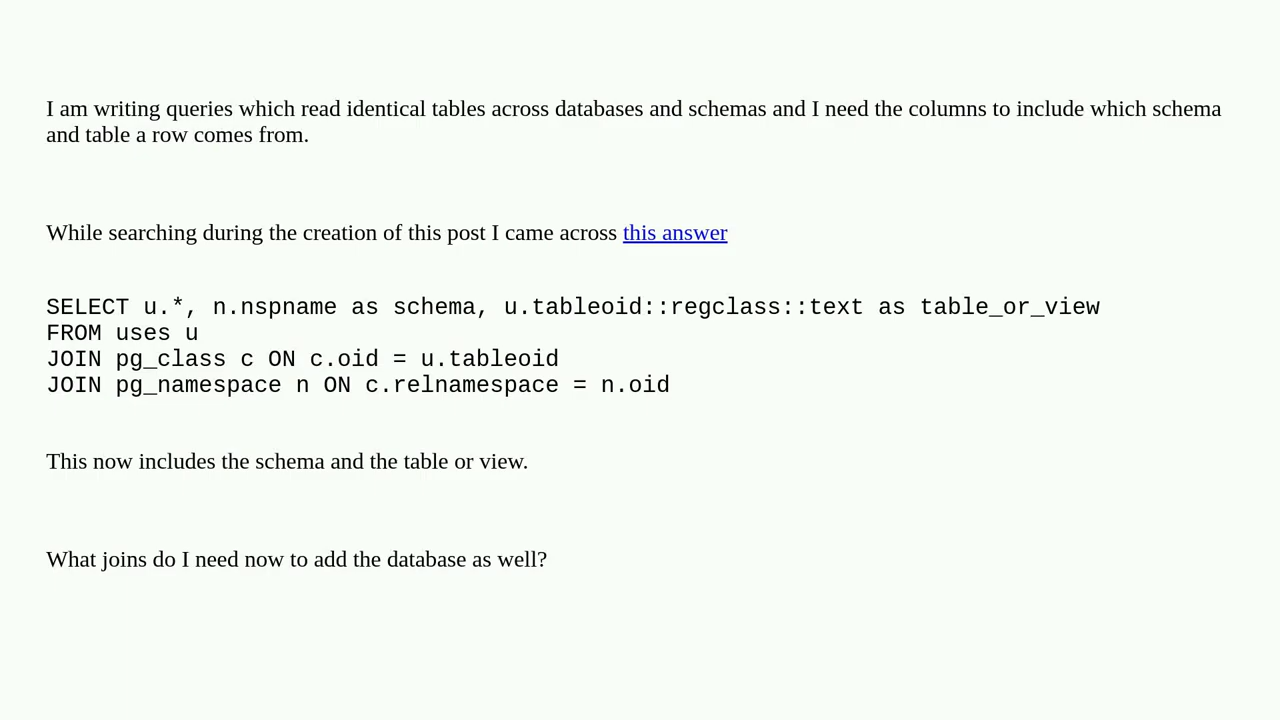 I am writing queries which read identical tables across databases and schemas and I need the columns to include which schema
and table a row comes from.
While searching during the creation of this post I came across this answer
SELECT u.*, n.nspname as schema, u.tableoid::regclass::text as table_or_view
FROM uses u
JOIN pg_class c ON c.oid = u.tableoid
JOIN pg_namespace n ON c.relnamespace = n.oid
This now includes the schema and the table or view.
What joins do I need now to add the database as well?